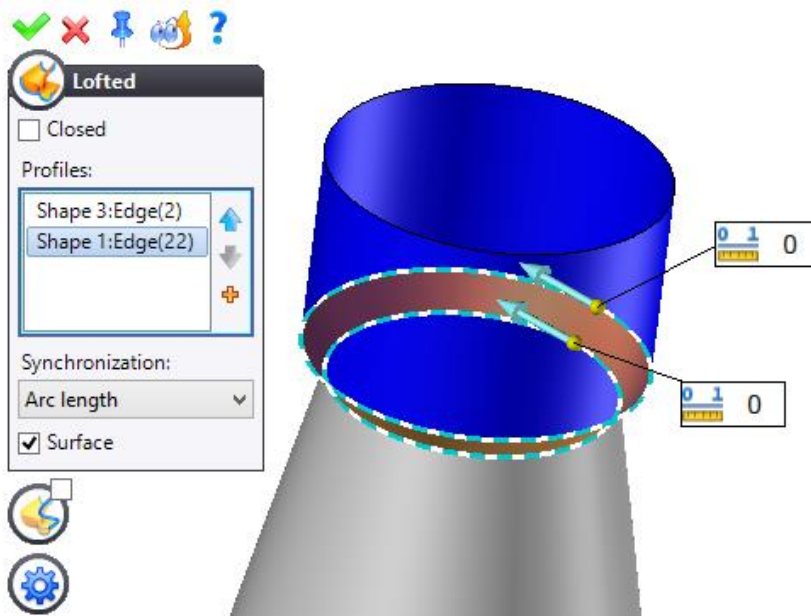 ?
Lofted
Closed
Profiles:
Shape 3:Edge(2)
Shape 1:Edge(22)
Synchronization:
Arc length
Surface
0 1 0
0 1 0